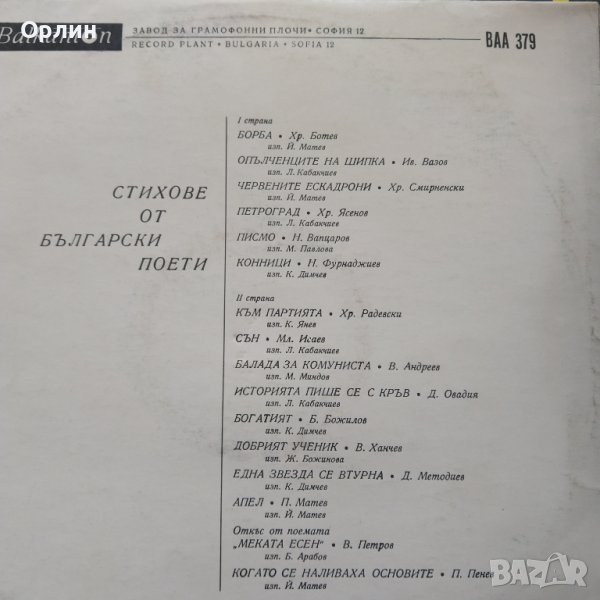 Орлин
Balkanton
ЗАВОД ЗА ГРАМОФОННИ ПЛОЧИ • СОФИЯ 12
RECORD PLANT • BULGARIA • SOFIA 12
ВАА 379
СТИХОВЕ
ОТ
БЪЛГАРСКИ
ПОЕТИ
I страна
БОРБА • Хр. Ботев
изп. Й. Матев
ОПЪЛЧЕНЦИТЕ НА ШИПКА • Ив. Вазов
изп. Л. Кабакчиев
ЧЕРВЕНИТЕ ЕСКАДРОНИ • Хр. Смирненски
изп. Й. Матев
ПЕТРОГРАД • Хр. Ясенов
изп. Л. Кабакчиев
ПИСМО • Н. Вапцаров
изп. М. Павлова
КОННИЦИ • Н. Фурнаджиев
изп. К. Димчев
II страна
КЪМ ПАРТИЯТА • Хр. Радевски
изп. К. Янев
СЪН • Мл. Исаев
изп. Л. Кабакчиев
БАЛАДА ЗА КОМУНИСТА • В. Андреев
изп. М. Миндов
ИСТОРИЯТА ПИШЕ СЕ С КРЪВ • Д. Овадия
изп. Л. Кабакчиев
БОГАТИЯТ • Б. Божилов
изп. К. Димчев
ДОБРИЯТ УЧЕНИК • В. Ханчев
изп. Ж. Божинова
ЕДНА ЗВЕЗДА СЕ ВТУРНА • Д. Методиев
изп. К. Димчев
АПЕЛ • П. Матев
изп. Й. Матев
Откъс от поемата
„МЕКАТА ЕСЕН" • В. Петров
изп. Б. Арабов
КОГАТО СЕ НАЛИВАХА ОСНОВИТЕ • П. Пенев
изп. Й. Матев
BAZAR